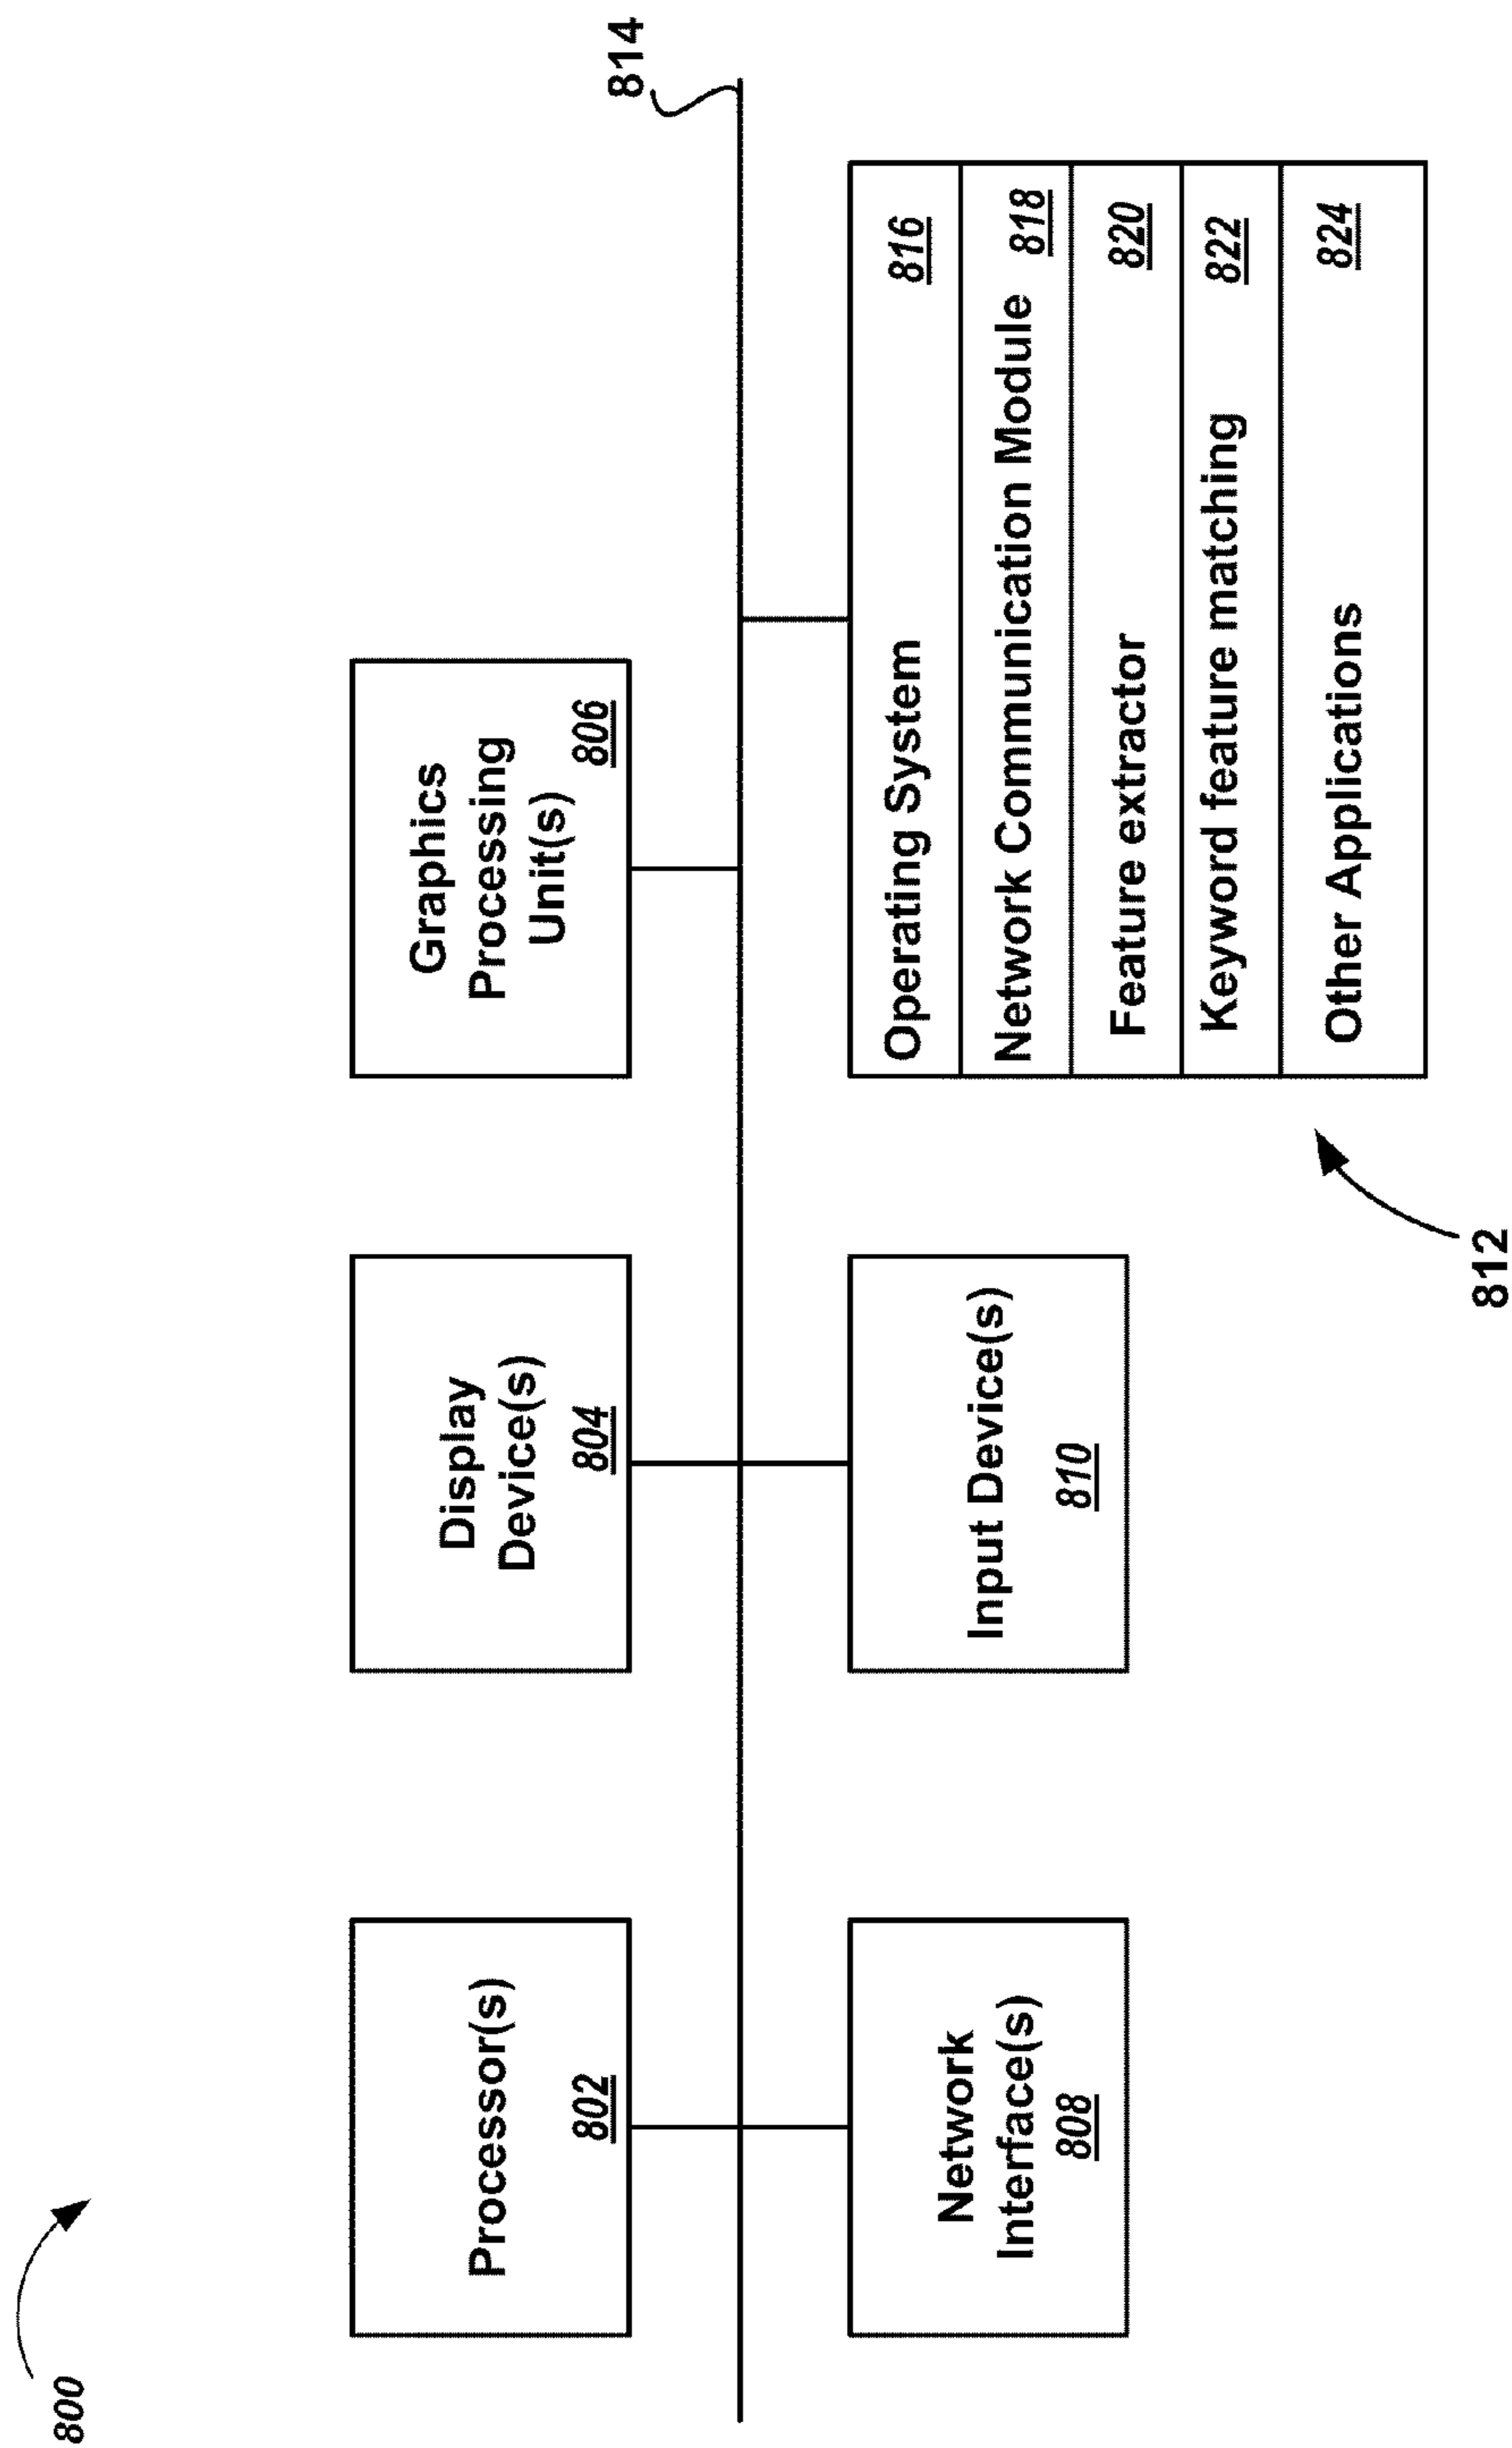 800
Processor(s)
802
Display
Device(s)
804
Graphics
Processing
Unit(s)
806
814
Network
Interface(s)
808
Input Device(s)
810
Operating System 816
Network Communication Module 818
Feature extractor 820
Keyword feature matching 822
Other Applications 824
812